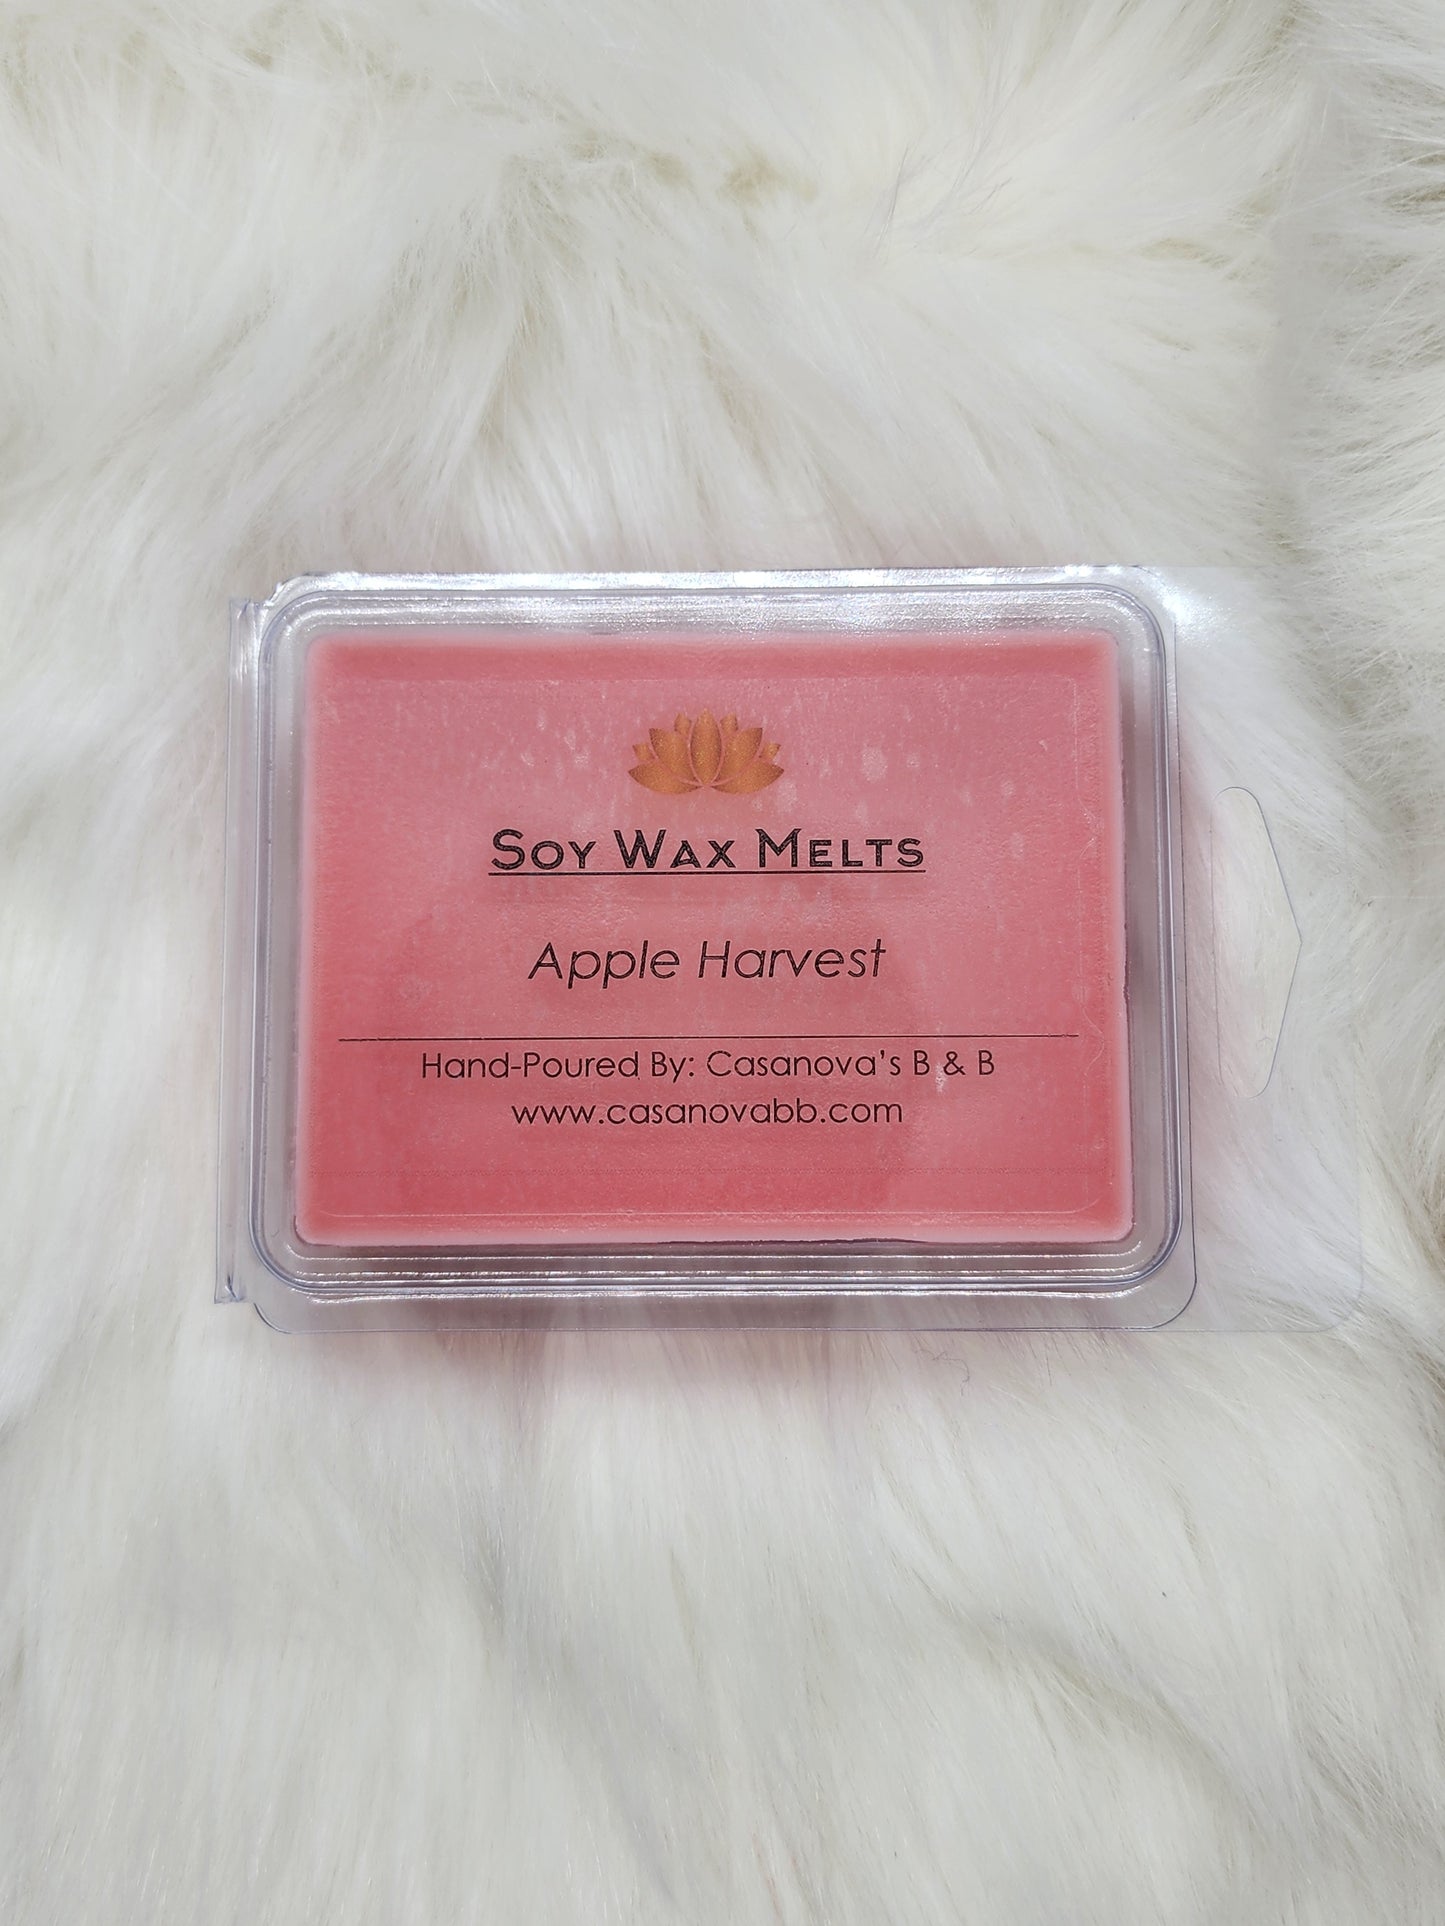 Soy Wax Melts
Apple Harvest
Hand-Poured By: Casanova's B & B
www.casanovabb.com